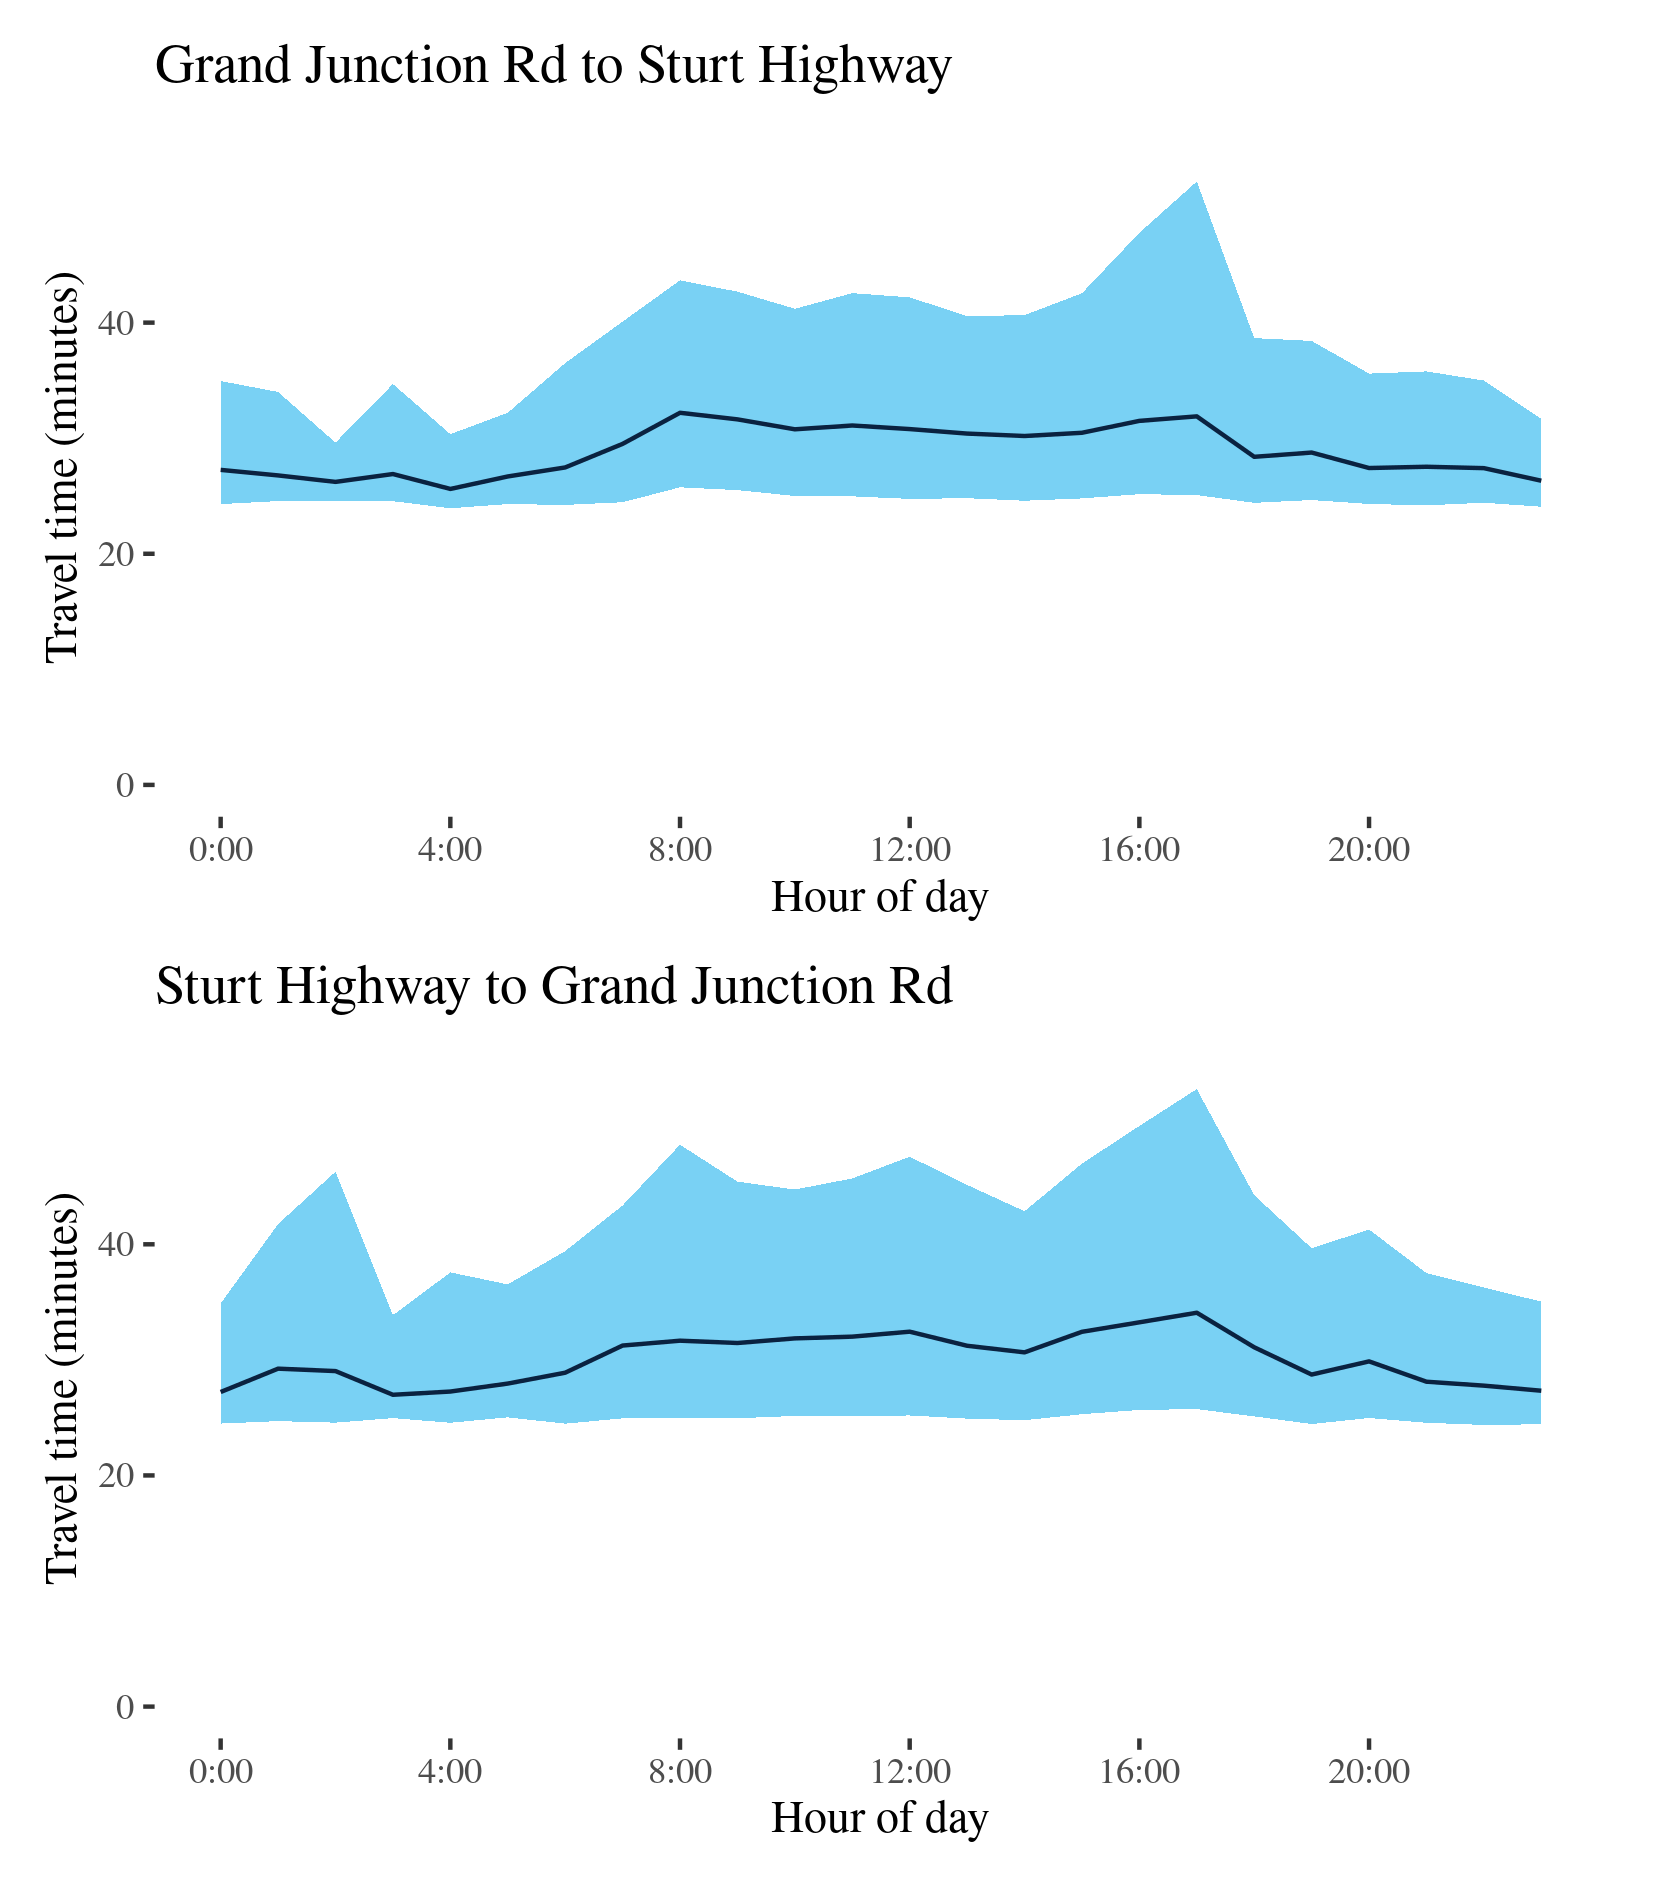 Grand Junction Rd to Sturt Highway
Travel time (minutes)
40
20
0
0:00 4:00 8:00 12:00 16:00 20:00
Hour of day
Sturt Highway to Grand Junction Rd
Travel time (minutes)
40
20
0
0:00 4:00 8:00 12:00 16:00 20:00
Hour of day